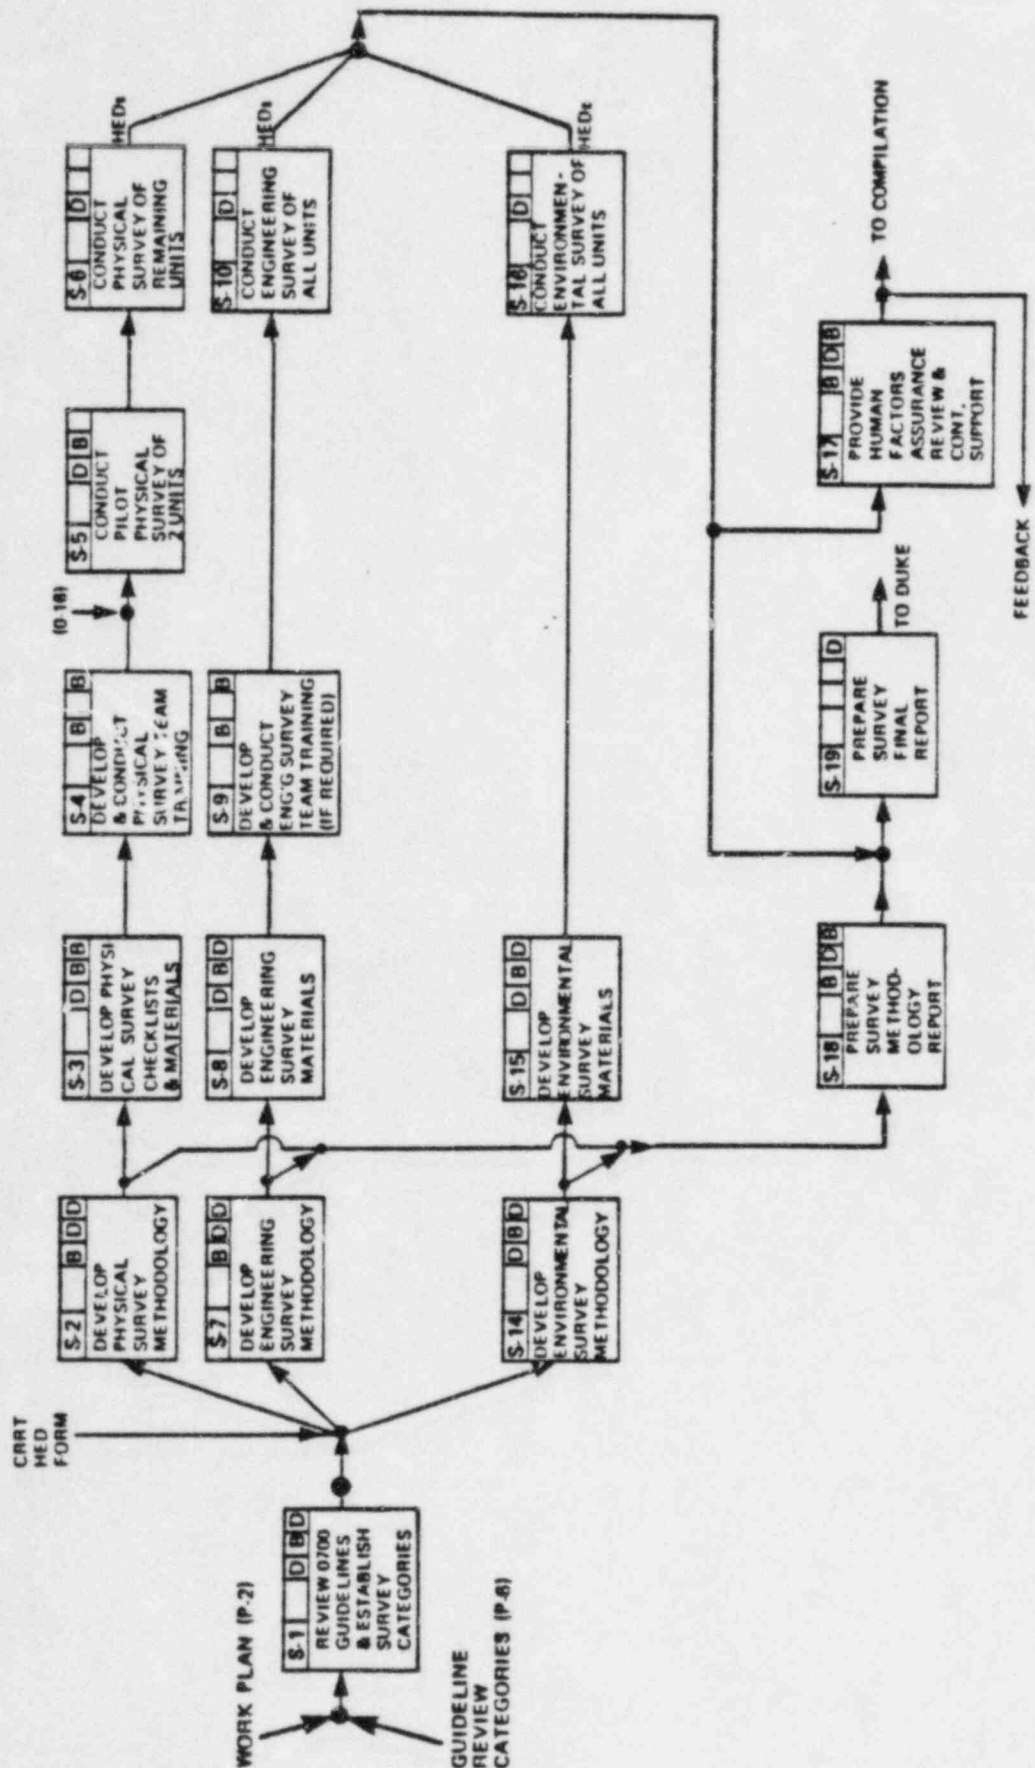 WORK PLAN (P-2)
GUIDELINE
REVIEW
CATEGORIES (P-8)
S-1 D B D
REVIEW 0700
GUIDELINES
& ESTABLISH
SURVEY
CATEGORIES
CRRT
HED
FORM
S-2 B D D
DEVELOP
PHYSICAL
SURVEY
METHODOLOGY
S-3 D B B
DEVELOP PHYSI
CAL SURVEY
CHECKLISTS
& MATERIALS
S-4 B B
DEVELOP
& CONDUCT
PHYSICAL
SURVEY TEAM
TRAINING
(0-18)
S-5 D B
CONDUCT
PILOT
PHYSICAL
SURVEY OF
2 UNITS
S-6 D
CONDUCT
PHYSICAL
SURVEY OF
REMAINING
UNITS
HEDs
S-7 B D D
DEVELOP
ENGINEERING
SURVEY
METHODOLOGY
S-8 D B D
DEVELOP
ENGINEERING
SURVEY
MATERIALS
S-9 B B
DEVELOP
& CONDUCT
ENG'G SURVEY
TEAM TRAINING
(IF REQUIRED)
S-10 D
CONDUCT
ENGINEERING
SURVEY OF
ALL UNITS
HEDs
S-14 D B D
DEVELOP
ENVIRONMENTAL
SURVEY
METHODOLOGY
S-15 D B D
DEVELOP
ENVIRONMENTAL
SURVEY
MATERIALS
S-16 D
CONDUCT
ENVIRONMEN-
TAL SURVEY OF
ALL UNITS
HEDs
S-18 B D B
PREPARE
SURVEY
METHOD-
OLOGY
REPORT
S-19 D
PREPARE
SURVEY
FINAL
REPORT
TO DUKE
S-17 B D B
PROVIDE
HUMAN
FACTORS
ASSURANCE
REVIEW &
CONT.
SUPPORT
TO COMPILATION
FEEDBACK